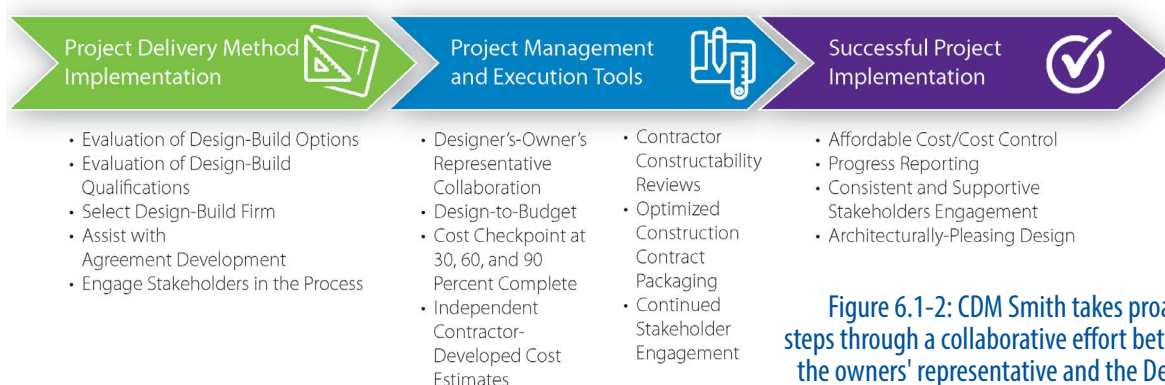 Project Delivery Method
Implementation
Project Management
and Execution Tools
Successful Project
Implementation
• Evaluation of Design-Build Options
• Evaluation of Design-Build
Qualifications
• Select Design-Build Firm
• Assist with
Agreement Development
• Engage Stakeholders in the Process
• Designer's-Owner's
Representative
Collaboration
• Design-to-Budget
• Cost Checkpoint at
30, 60, and 90
Percent Complete
• Independent
Contractor-
Developed Cost
Estimates
• Contractor
Constructability
Reviews
• Optimized
Construction
Contract
Packaging
• Continued
Stakeholder
Engagement
• Affordable Cost/Cost Control
• Progress Reporting
• Consistent and Supportive
Stakeholders Engagement
• Architecturally-Pleasing Design
Figure 6.1-2: CDM Smith takes
steps through a collaborative effort
the owners' representative and the